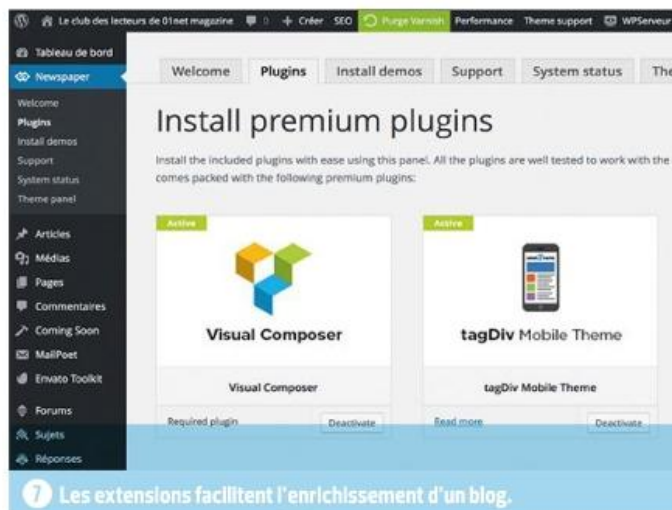 Le club des lecteurs de 01net magazine 0 + Créer SEO Purge Varnish Performance Theme support WPServeur
Tableau de bord
Newspaper
Welcome
Plugins
Install demos
Support
System status
Theme panel
Articles
Médias
Pages
Commentaires
Coming Soon
MailPoet
Envato Toolkit
Forums
Sujets
Réponses
Welcome Plugins Install demos Support System status The
Install premium plugins
Install the included plugins with ease using this panel. All the plugins are well tested to work with the
comes packed with the following premium plugins:
Active
Visual Composer
Visual Composer
Required plugin Deactivate
Active
tagDiv Mobile Theme
tagDiv Mobile Theme
Read more Deactivate
7 Les extensions facilitent l'enrichissement d'un blog.